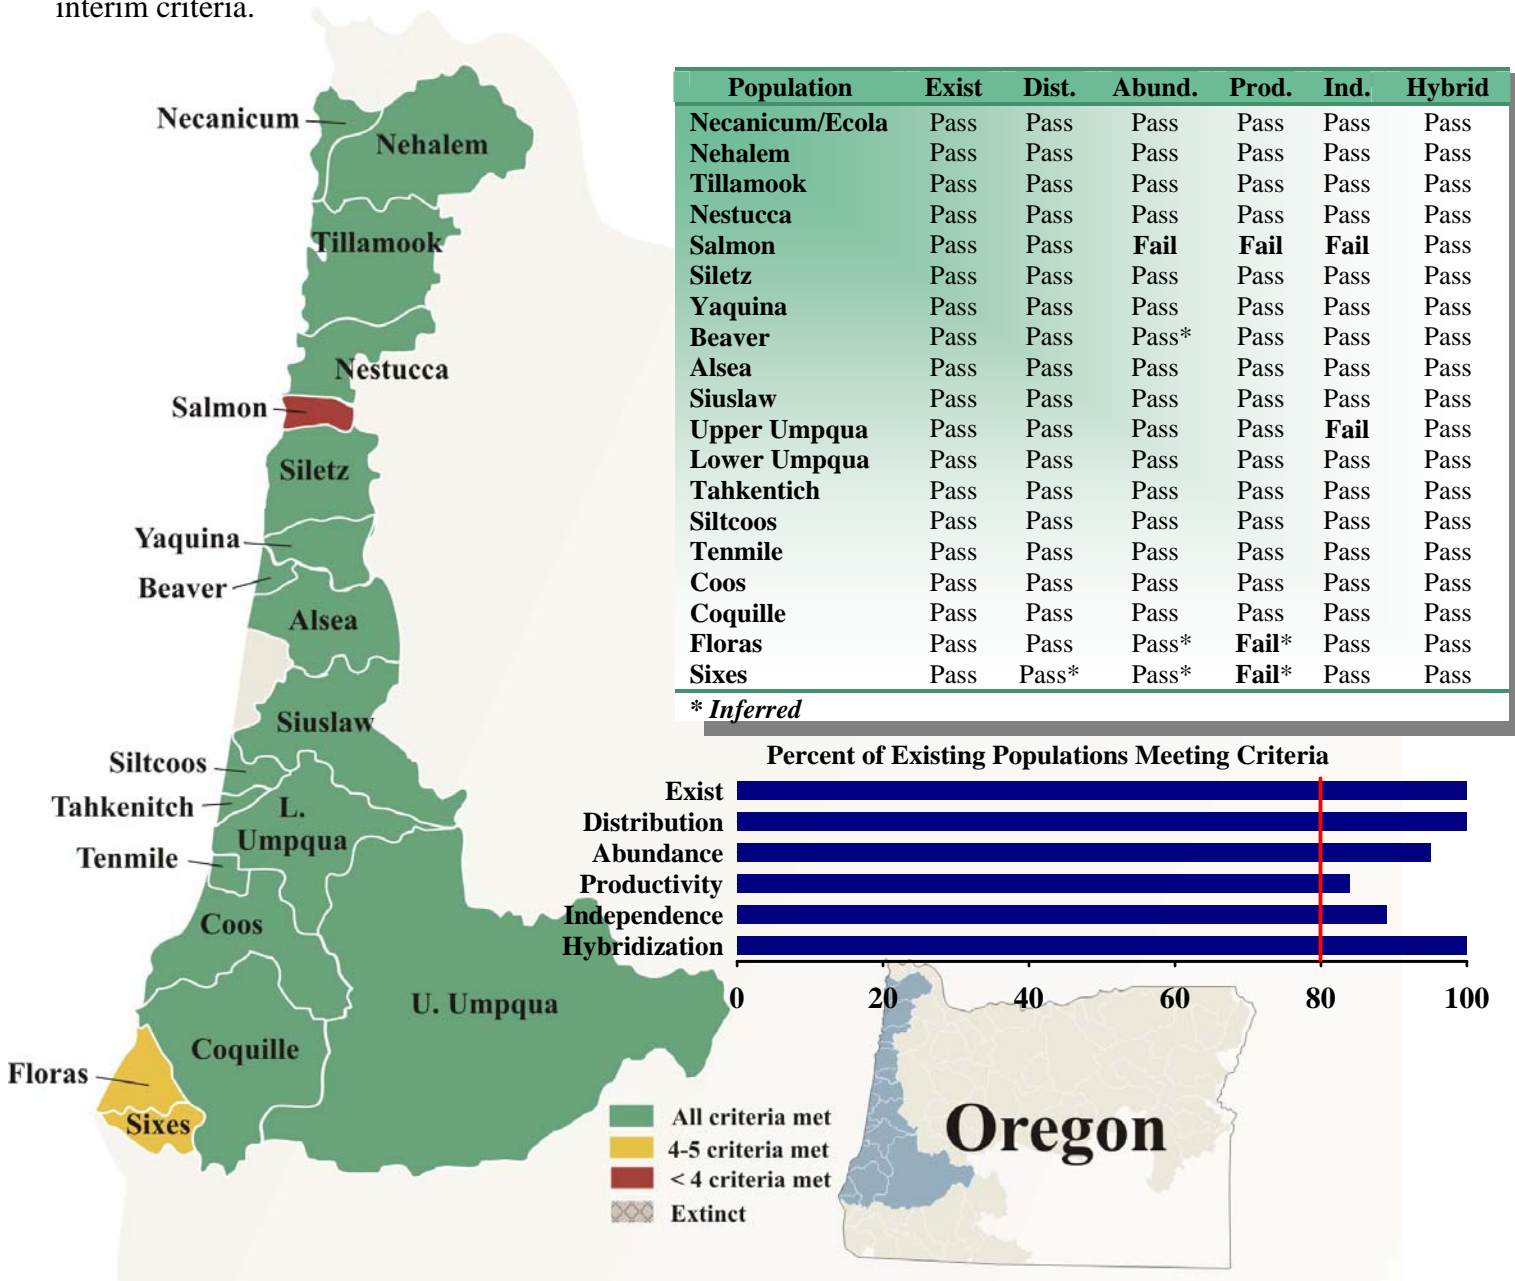 interim criteria.
Necanicum
Nehalem
Tillamook
Nestucca
Salmon
Siletz
Yaquina
Beaver
Alsea
Siuslaw
Siltcoos
Tahkenitch
L.
Umpqua
Tenmile
Coos
U. Umpqua
Coquille
Floras
Sixes
Population Exist Dist. Abund. Prod. Ind. Hybrid
Necanicum/Ecola Pass Pass Pass Pass Pass Pass
Nehalem Pass Pass Pass Pass Pass Pass
Tillamook Pass Pass Pass Pass Pass Pass
Nestucca Pass Pass Pass Pass Pass Pass
Salmon Pass Pass Fail Fail Fail Pass
Siletz Pass Pass Pass Pass Pass Pass
Yaquina Pass Pass Pass Pass Pass Pass
Beaver Pass Pass Pass* Pass Pass Pass
Alsea Pass Pass Pass Pass Pass Pass
Siuslaw Pass Pass Pass Pass Pass Pass
Upper Umpqua Pass Pass Pass Pass Fail Pass
Lower Umpqua Pass Pass Pass Pass Pass Pass
Tahkentich Pass Pass Pass Pass Pass Pass
Siltcoos Pass Pass Pass Pass Pass Pass
Tenmile Pass Pass Pass Pass Pass Pass
Coos Pass Pass Pass Pass Pass Pass
Coquille Pass Pass Pass Pass Pass Pass
Floras Pass Pass Pass* Fail* Pass Pass
Sixes Pass Pass* Pass* Fail* Pass Pass
* Inferred
Percent of Existing Populations Meeting Criteria
Exist
Distribution
Abundance
Productivity
Independence
Hybridization
0 20 40 60 80 100
All criteria met
4-5 criteria met
< 4 criteria met
Extinct
Oregon